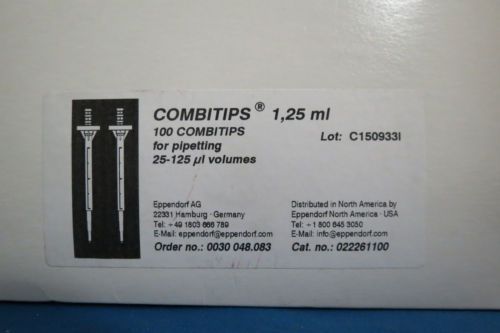 COMBITIPS® 1,25 ml
100 COMBITIPS
for pipetting
25-125 µl volumes
Lot: C150933I
Eppendorf AG
22331 Hamburg · Germany
Tel: +49 1803 666 789
E-Mail: eppendorf@eppendorf.com
Order no.: 0030 048.083
Distributed in North America by
Eppendorf North America · USA
Tel: +1 800 645 3050
E-Mail: info@eppendorf.com
Cat. no.: 022261100